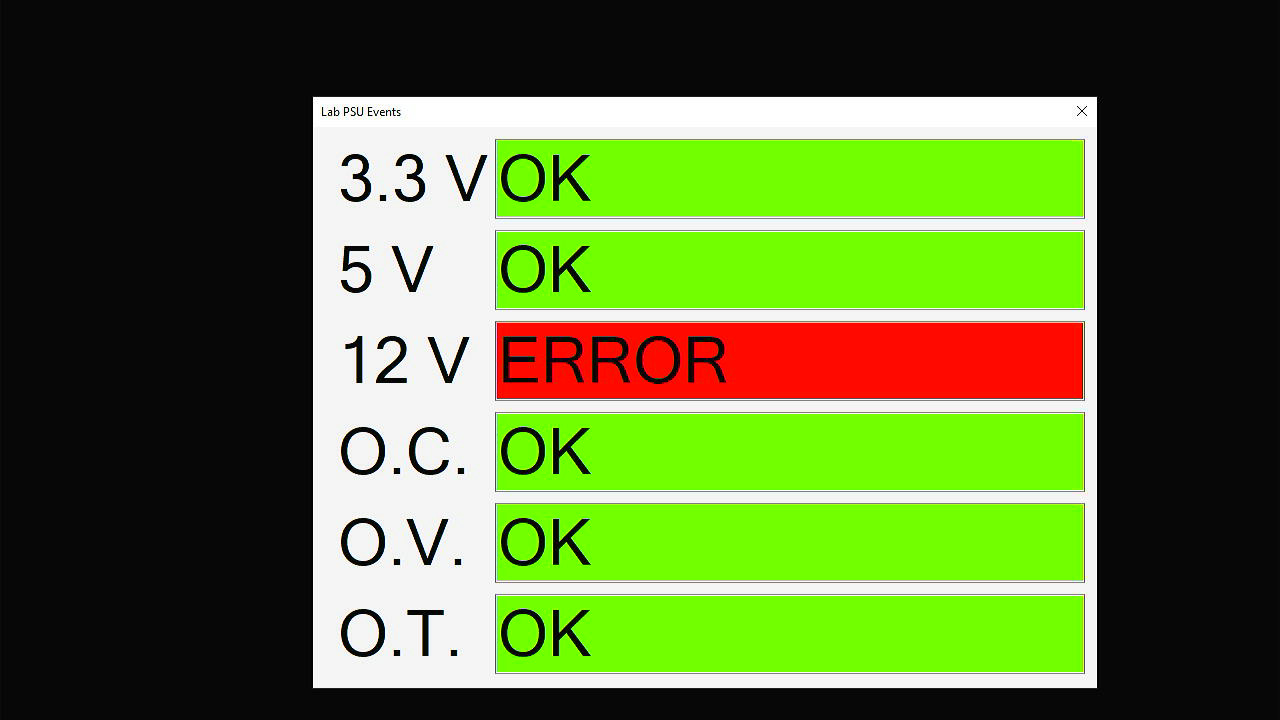 Lab PSU Events
3.3 V OK
5 V OK
12 V ERROR
O.C. OK
O.V. OK
O.T. OK